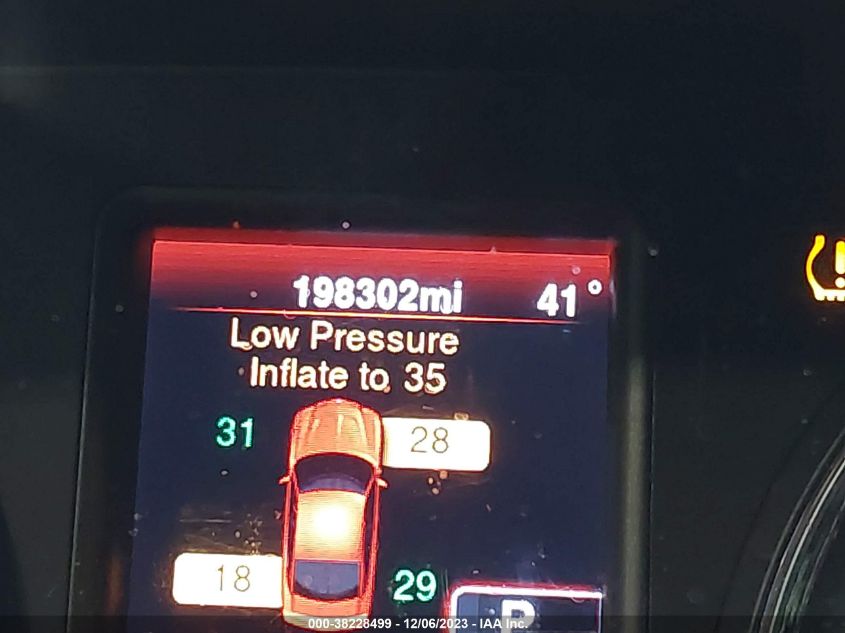 198302mi 41°
Low Pressure
Inflate to 35
31 28
18 29
P
000-38228499 - 12/06/2023 - IAA Inc.